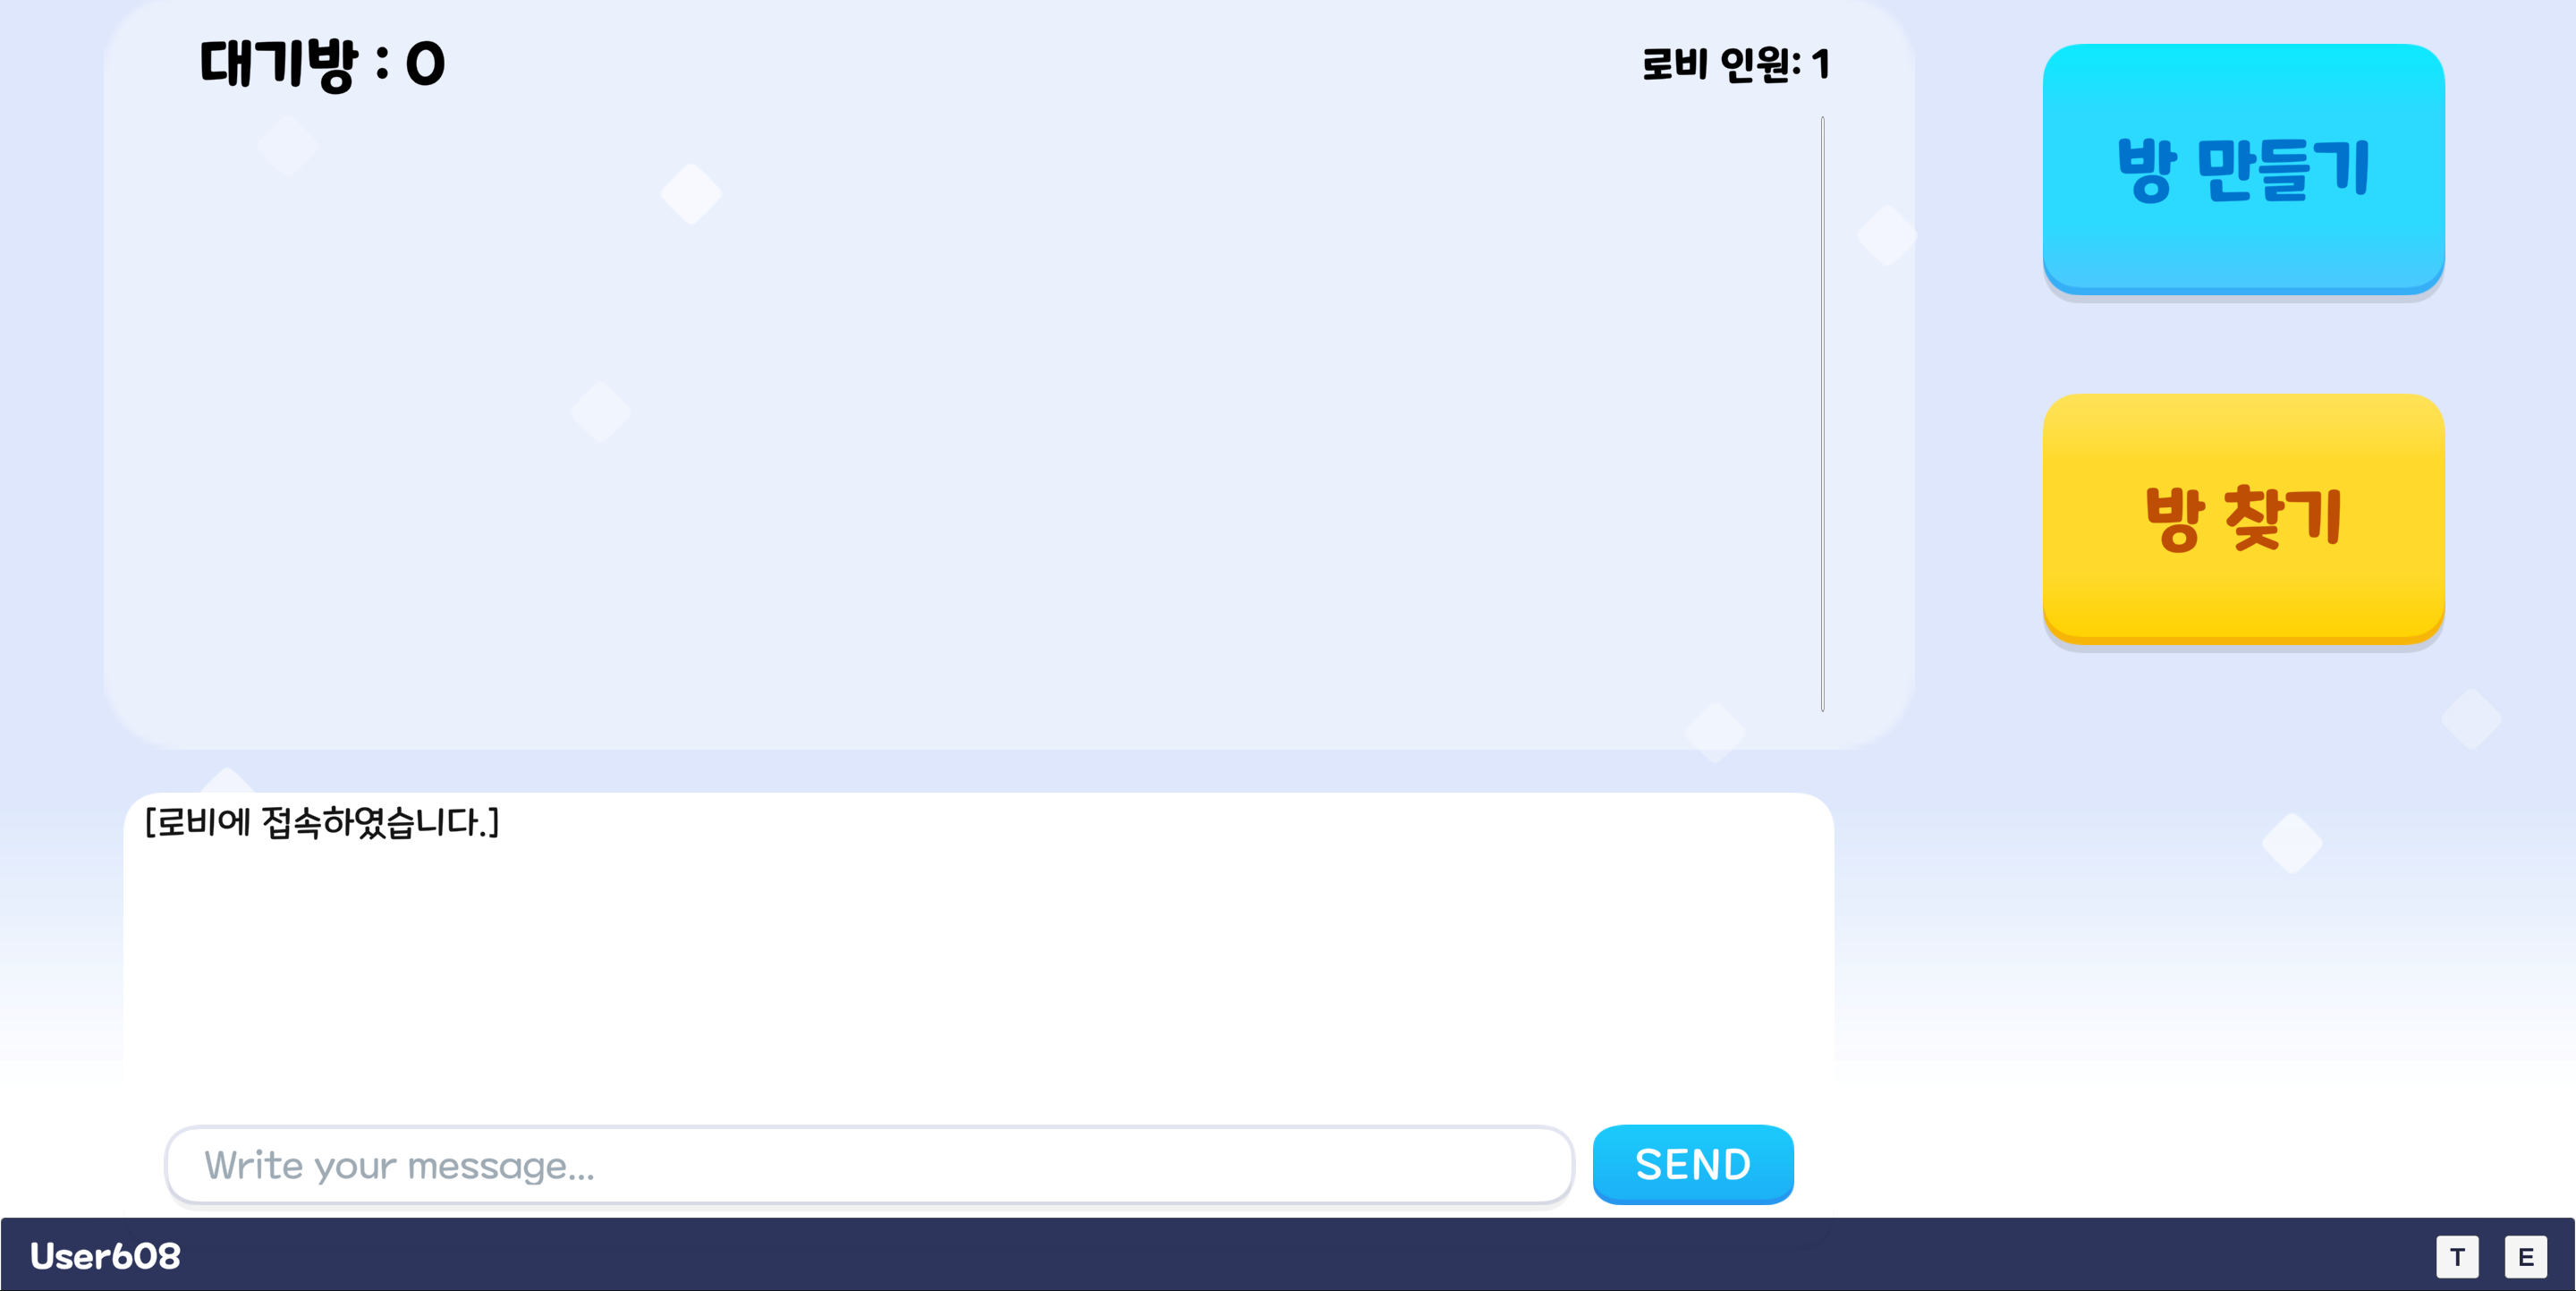 대기방 : 0
로비 인원: 1
방 만들기
방 찾기
[로비에 접속하였습니다.]
Write your message...
SEND
User608
T
E